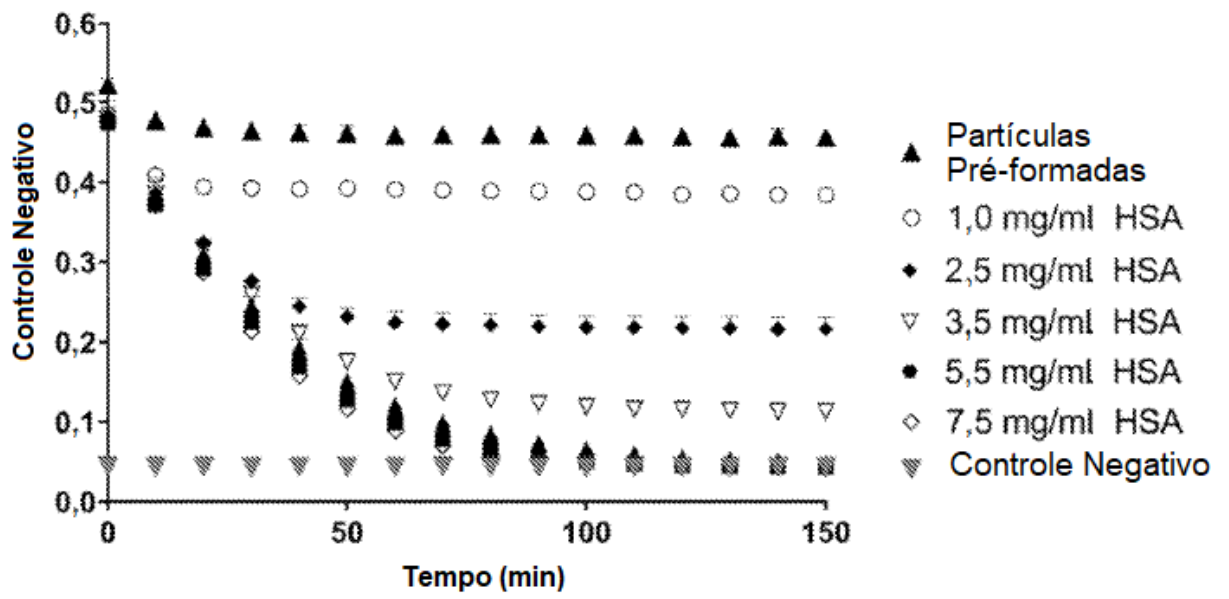 0,6
0,5
0,4
0,3
0,2
0,1
0,0
Controle Negativo
0
50
100
150
Tempo (min)
Partículas
Pré-formadas
1,0 mg/ml HSA
2,5 mg/ml HSA
3,5 mg/ml HSA
5,5 mg/ml HSA
7,5 mg/ml HSA
Controle Negativo